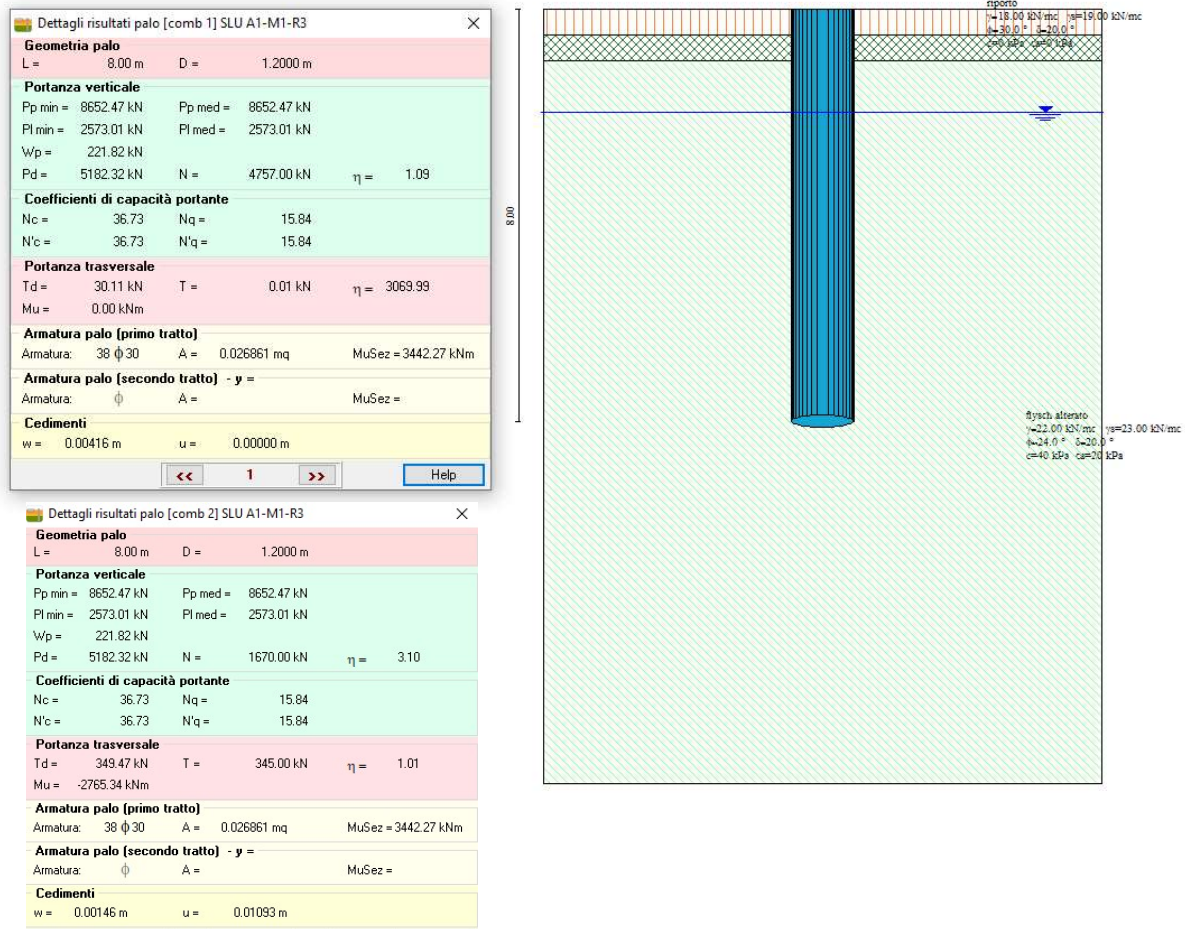 Dettagli risultati palo [comb 1] SLU A1-M1-R3
Geometria palo
L = 8.00 m D = 1.2000 m
Portanza verticale
Pp min = 8652.47 kN Pp med = 8652.47 kN
Pl min = 2573.01 kN Pl med = 2573.01 kN
Wp = 221.82 kN
Pd = 5182.32 kN N = 4757.00 kN η = 1.09
Coefficienti di capacità portante
Nc = 36.73 Nq = 15.84
N'c = 36.73 N'q = 15.84
Portanza trasversale
Td = 30.11 kN T = 0.01 kN η = 3069.99
Mu = 0.00 kNm
Armatura palo (primo tratto)
Armatura: 38 ϕ 30 A = 0.026861 mq MuSez = 3442.27 kNm
Armatura palo (secondo tratto) - y =
Armatura: ϕ A = MuSez =
Cedimenti
w = 0.00416 m u = 0.00000 m
<< 1 >> Help
Dettagli risultati palo [comb 2] SLU A1-M1-R3
Geometria palo
L = 8.00 m D = 1.2000 m
Portanza verticale
Pp min = 8652.47 kN Pp med = 8652.47 kN
Pl min = 2573.01 kN Pl med = 2573.01 kN
Wp = 221.82 kN
Pd = 5182.32 kN N = 1670.00 kN η = 3.10
Coefficienti di capacità portante
Nc = 36.73 Nq = 15.84
N'c = 36.73 N'q = 15.84
Portanza trasversale
Td = 349.47 kN T = 345.00 kN η = 1.01
Mu = -2765.34 kNm
Armatura palo (primo tratto)
Armatura: 38 ϕ 30 A = 0.026861 mq MuSez = 3442.27 kNm
Armatura palo (secondo tratto) - y =
Armatura: ϕ A = MuSez =
Cedimenti
w = 0.00146 m u = 0.01093 m
8.00
riporto
γ=18.00 kN/mc γs=19.00 kN/mc
ϕ=30.0 ° δ=20.0 °
c=0 kPa ca=0 kPa
flysch alterato
γ=22.00 kN/mc γs=23.00 kN/mc
ϕ=24.0 ° δ=20.0 °
c=40 kPa ca=20 kPa